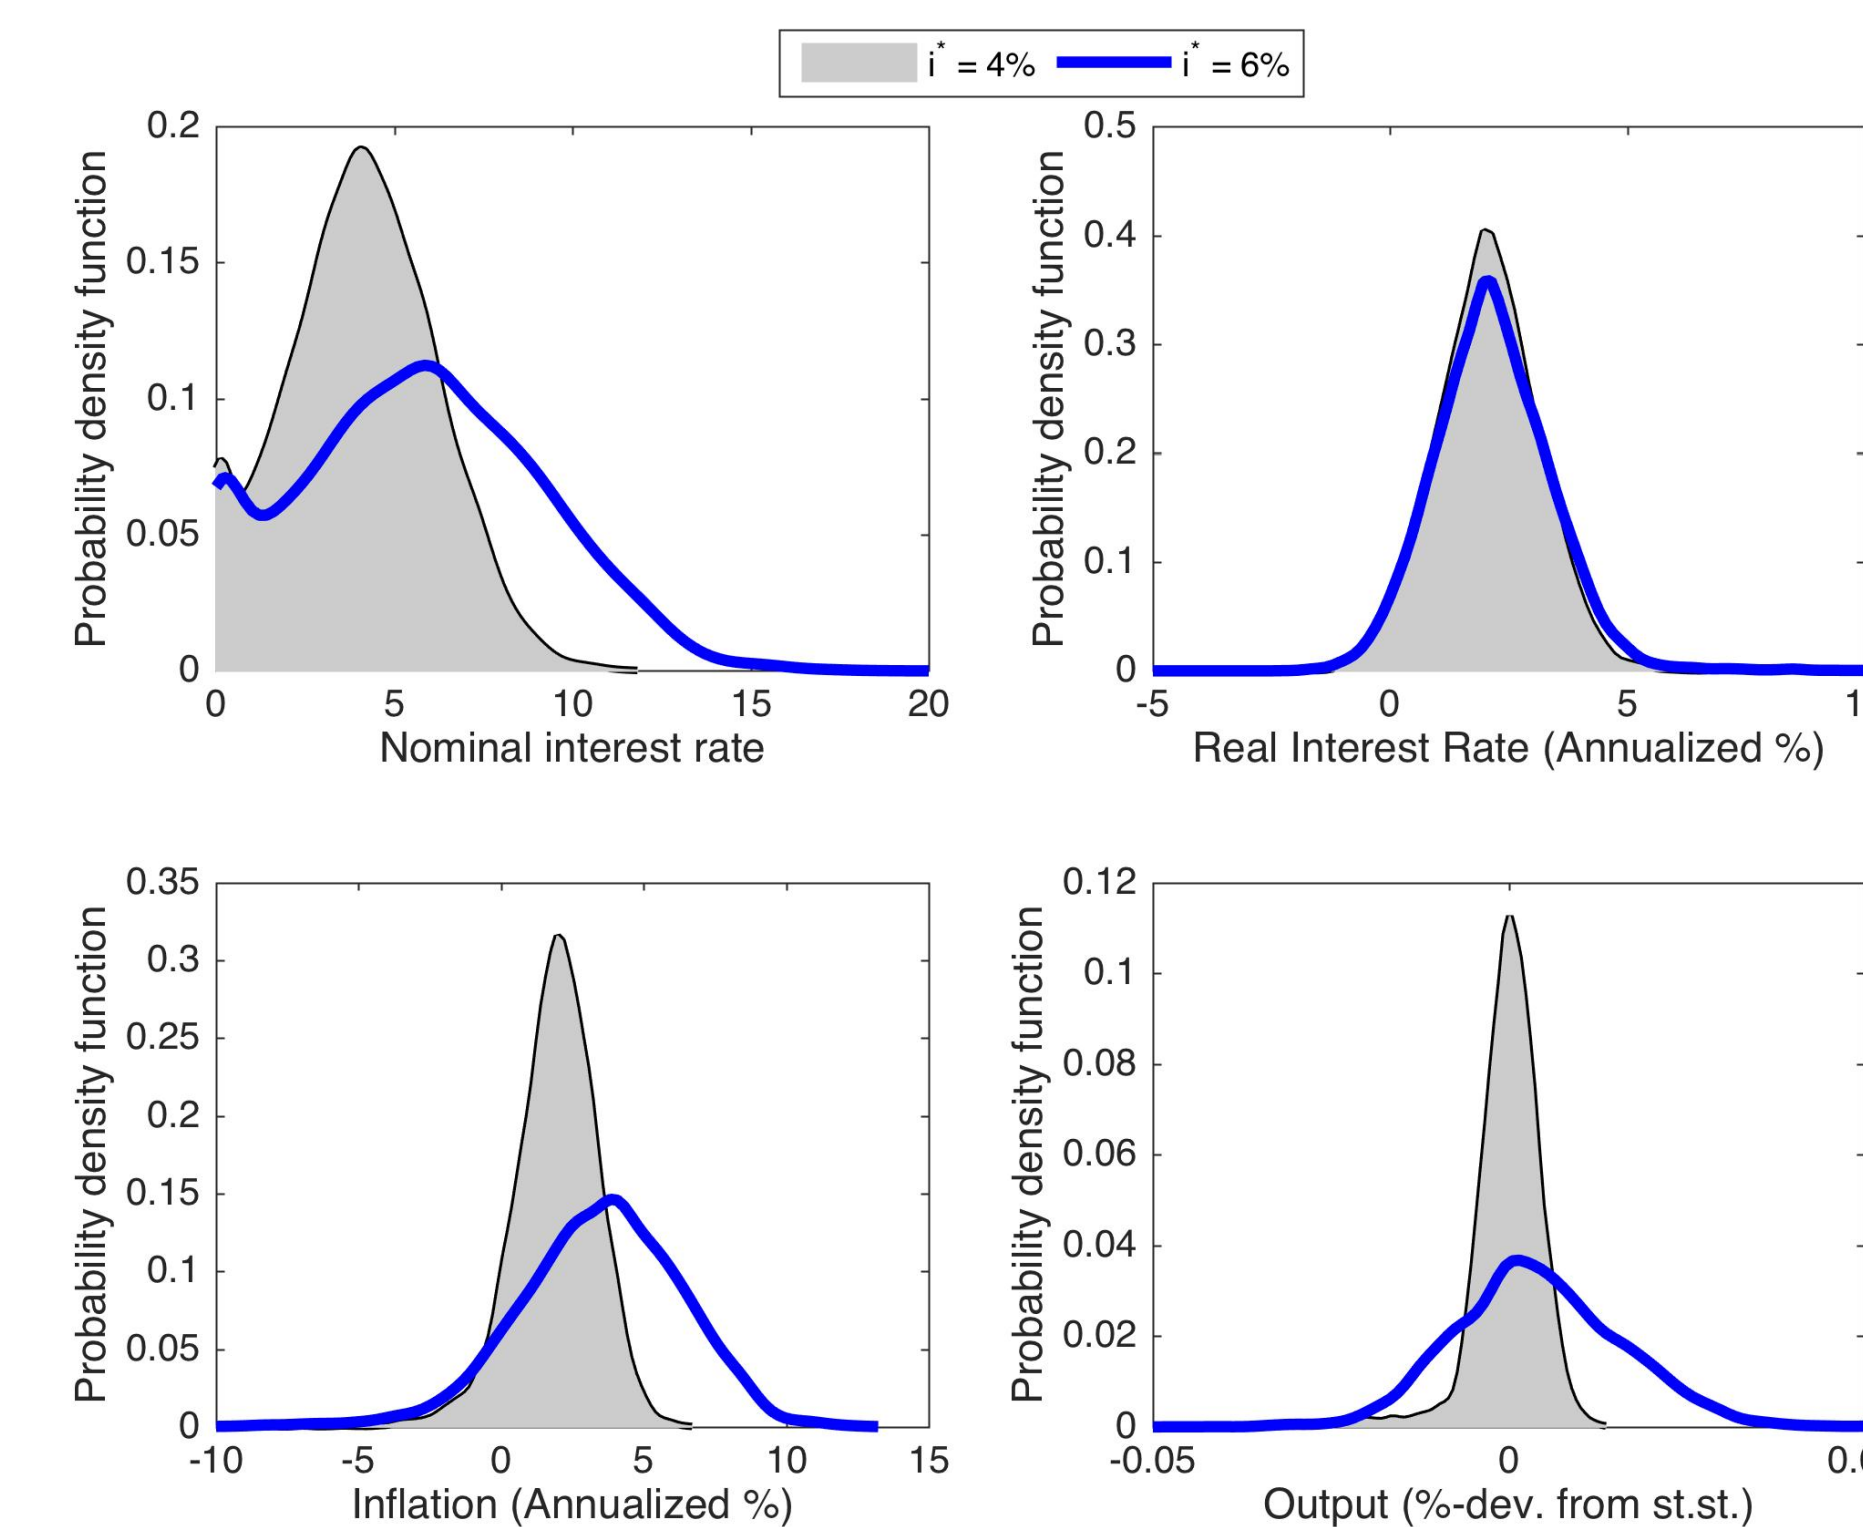 i* = 4% i* = 6%
Probability density function
0.2
0.15
0.1
0.05
0
0 5 10 15 20
Nominal interest rate
Probability density function
0.5
0.4
0.3
0.2
0.1
0
-5 0 5 1
Real Interest Rate (Annualized %)
Probability density function
0.35
0.3
0.25
0.2
0.15
0.1
0.05
0
-10 -5 0 5 10 15
Inflation (Annualized %)
Probability density function
0.12
0.1
0.08
0.06
0.04
0.02
0
-0.05 0 0.0
Output (%-dev. from st.st.)